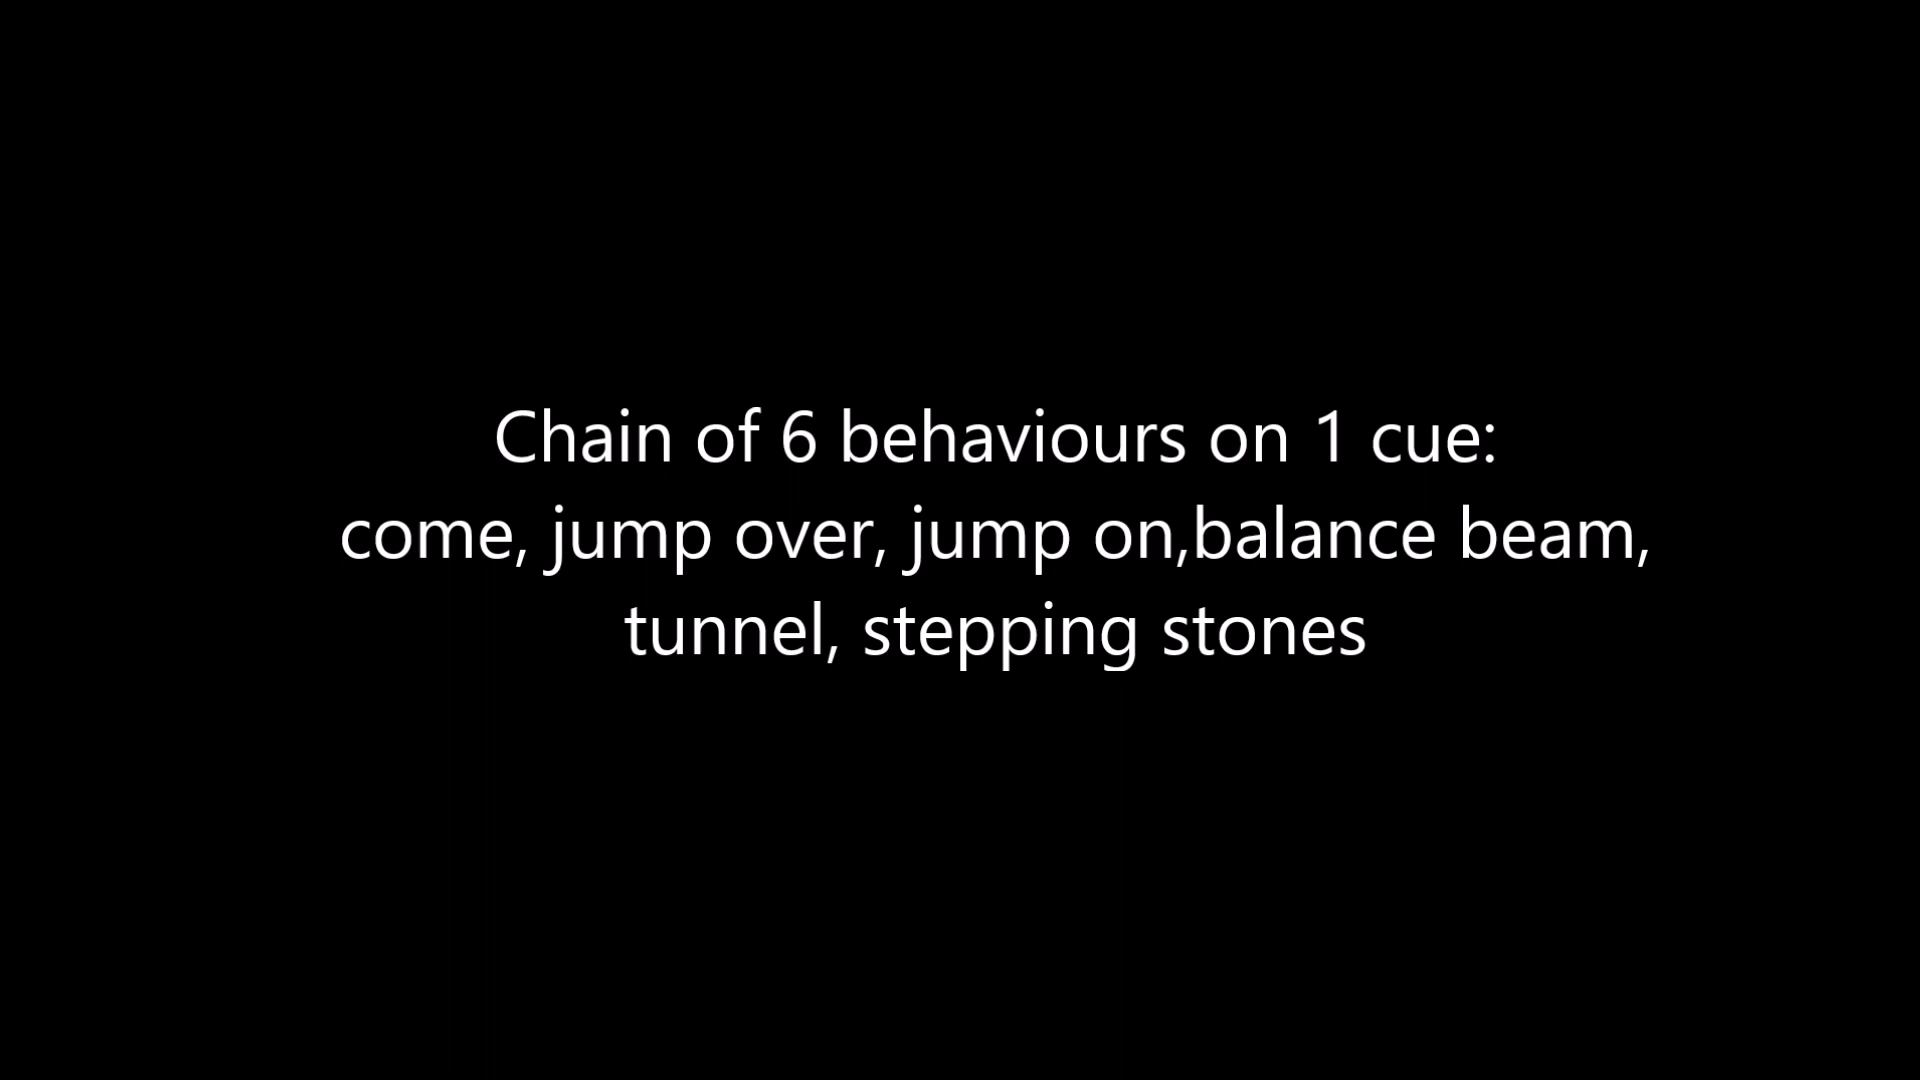 Chain of 6 behaviours on 1 cue:
come, jump over, jump on,balance beam,
tunnel, stepping stones